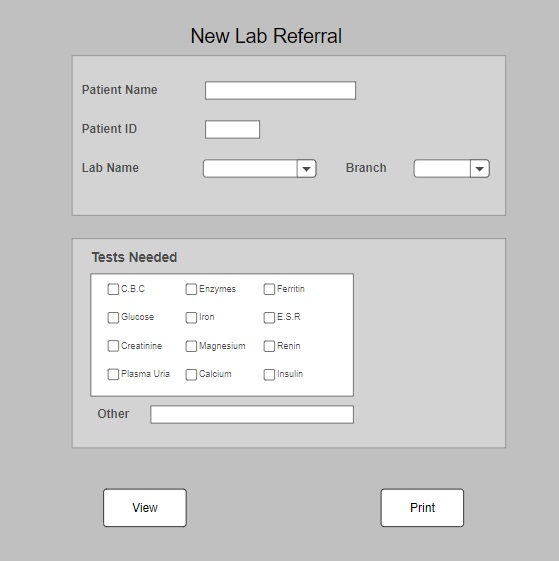 New Lab Referral
Patient Name
Patient ID
Lab Name Branch
Tests Needed
C.B.C Enzymes Ferritin
Glucose Iron E.S.R
Creatinine Magnesium Renin
Plasma Uria Calcium Insulin
Other
View Print